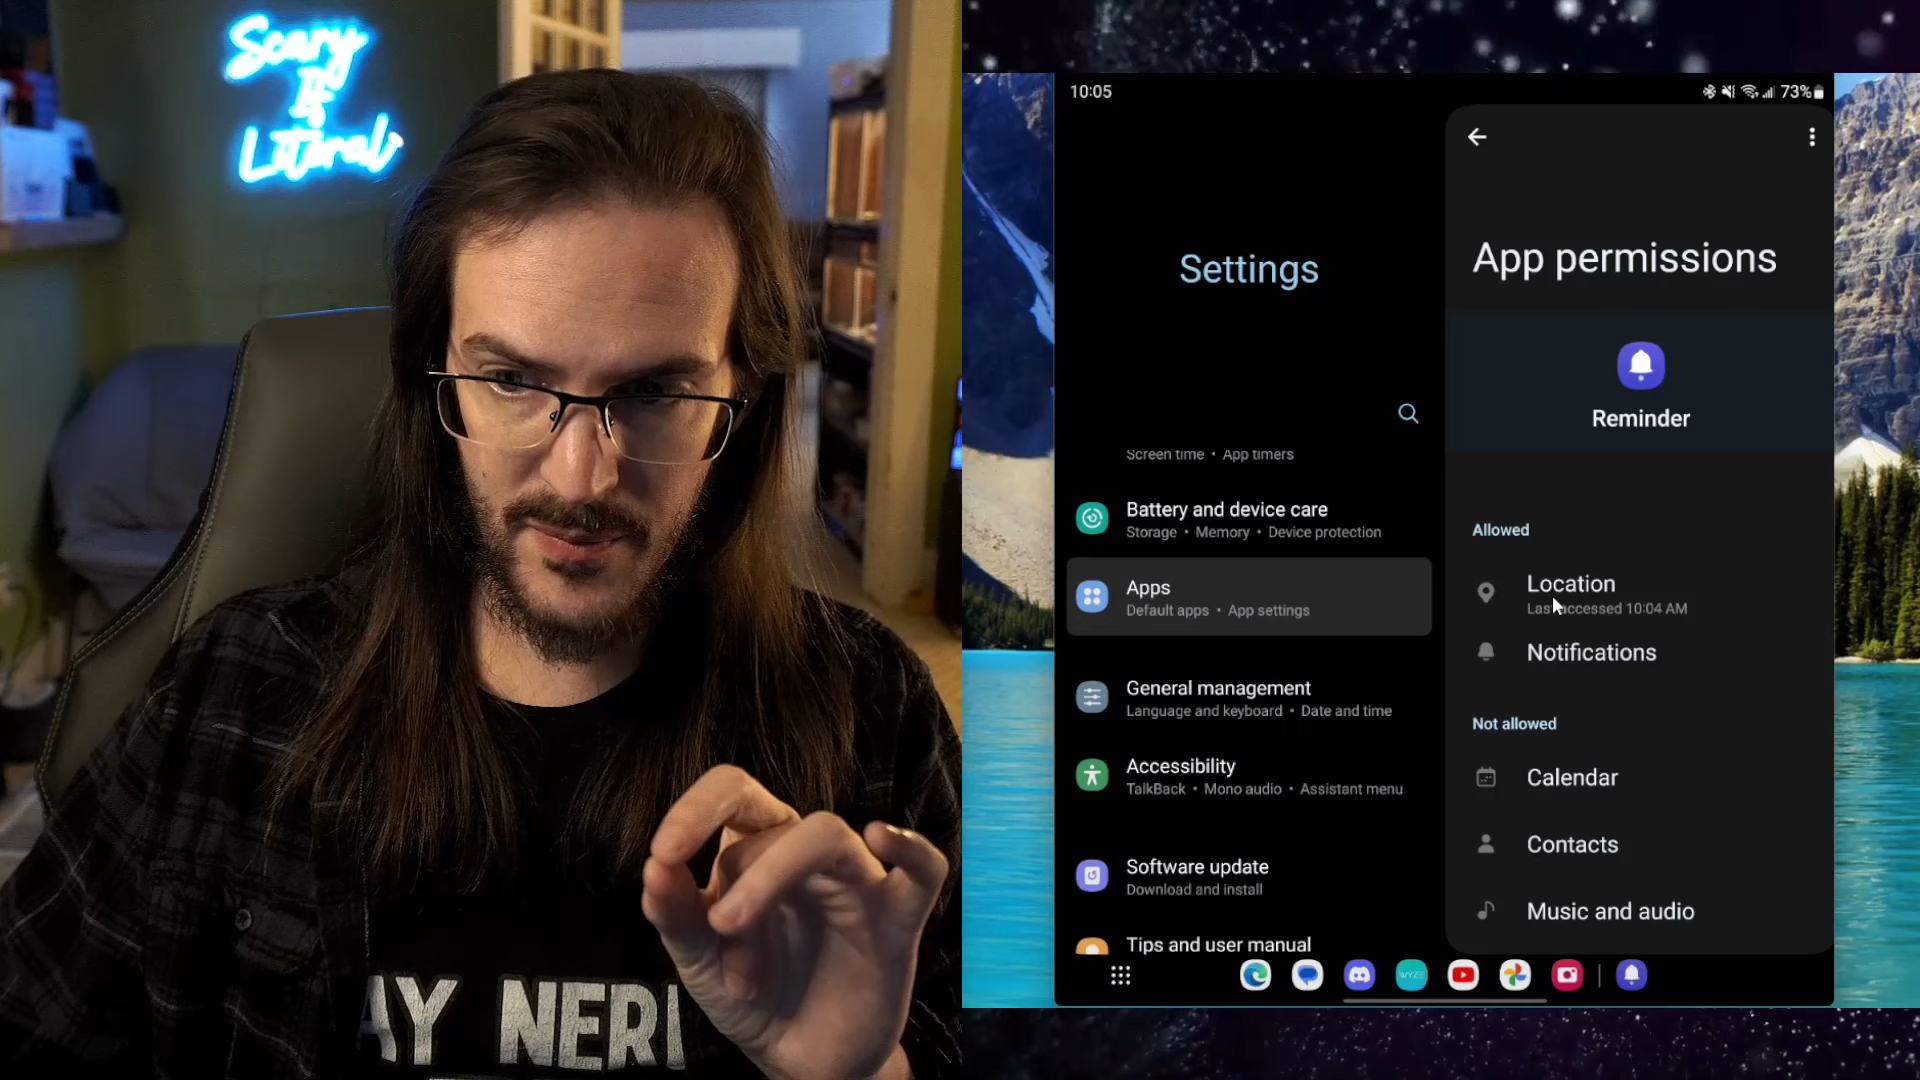 Scary
Is
Literal
AY NERD
10:05
73%
Settings
Screen time • App timers
Battery and device care
Storage • Memory • Device protection
Apps
Default apps • App settings
General management
Language and keyboard • Date and time
Accessibility
TalkBack • Mono audio • Assistant menu
Software update
Download and install
Tips and user manual
App permissions
Reminder
Allowed
Location
Last accessed 10:04 AM
Notifications
Not allowed
Calendar
Contacts
Music and audio
WYZE